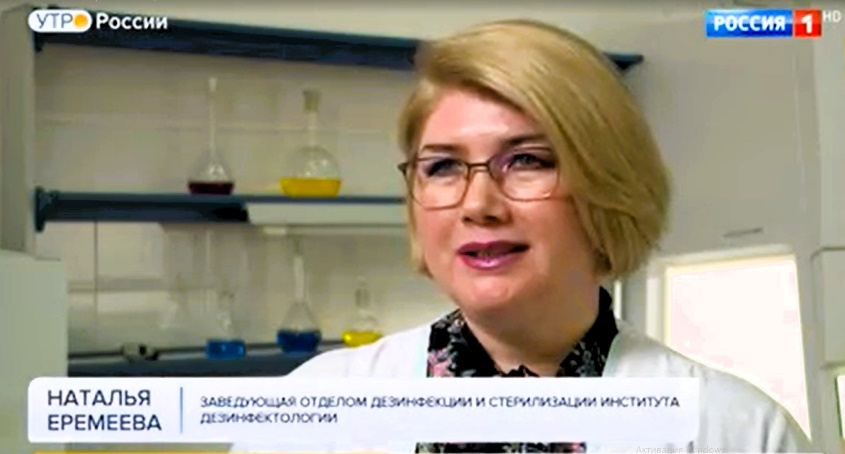 УТРО России
РОССИЯ 1 HD
НАТАЛЬЯ
ЕРЕМЕЕВА
ЗАВЕДУЮЩАЯ ОТДЕЛОМ ДЕЗИНФЕКЦИИ И СТЕРИЛИЗАЦИИ ИНСТИТУТА
ДЕЗИНФЕКТОЛОГИИ